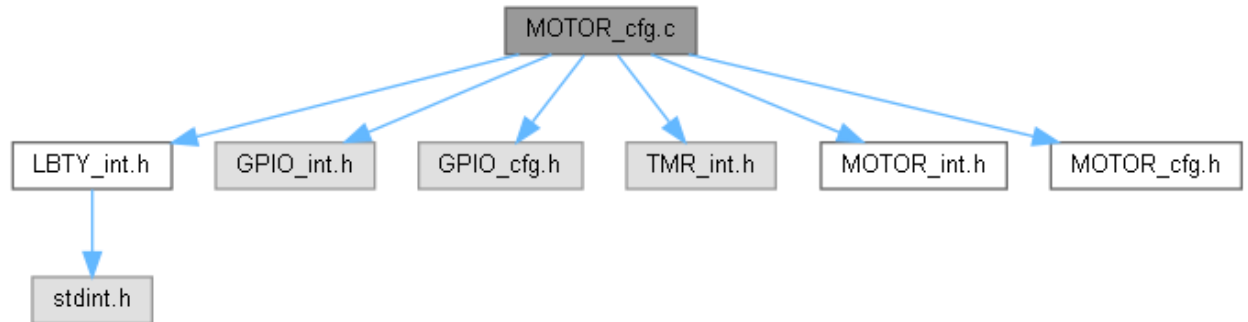 MOTOR_cfg.c
LBTY_int.h
GPIO_int.h
GPIO_cfg.h
TMR_int.h
MOTOR_int.h
MOTOR_cfg.h
stdint.h